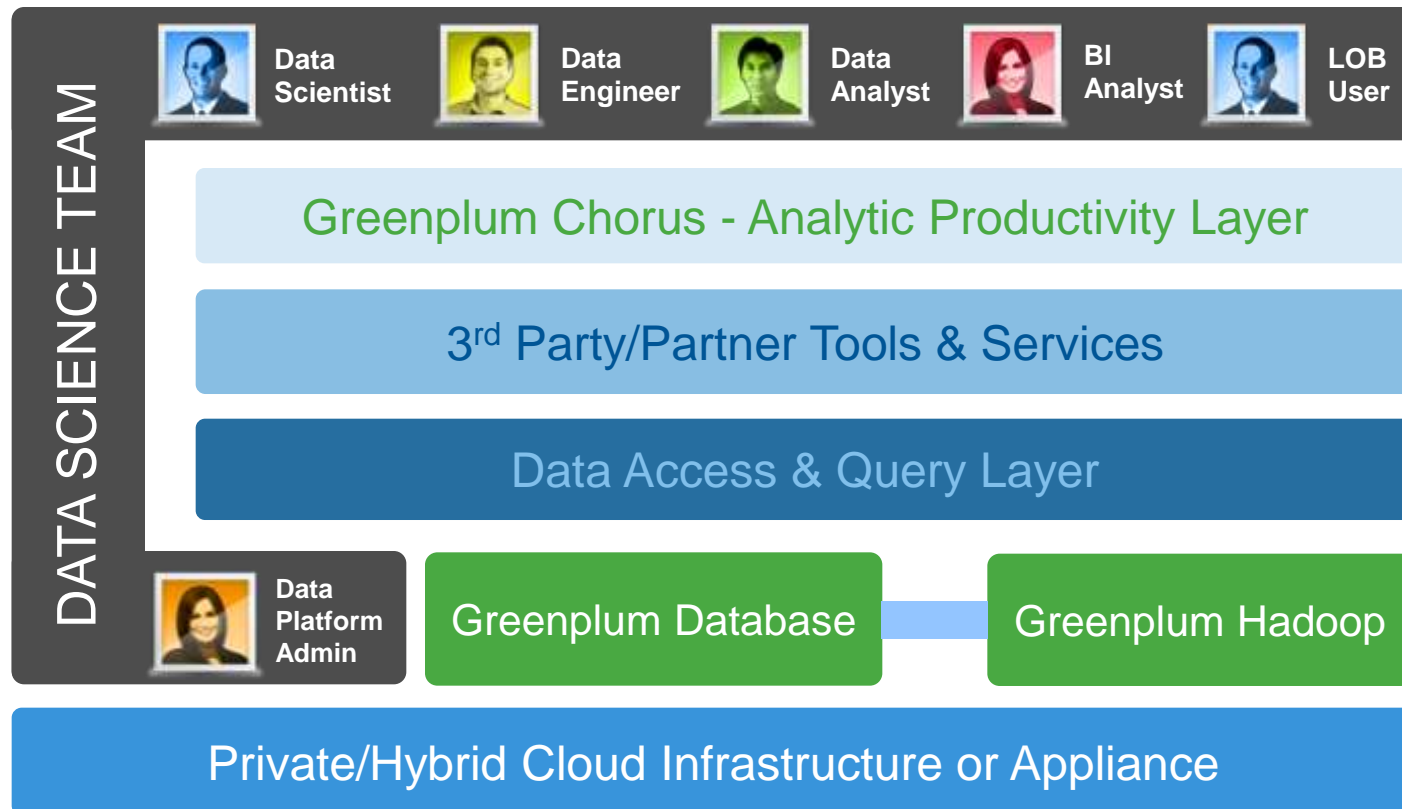 DATA SCIENCE TEAM
Data
Scientist
Data
Engineer
Data
Analyst
BI
Analyst
LOB
User
Greenplum Chorus - Analytic Productivity Layer
3rd Party/Partner Tools & Services
Data Access & Query Layer
Data
Platform
Admin
Greenplum Database
Greenplum Hadoop
Private/Hybrid Cloud Infrastructure or Appliance